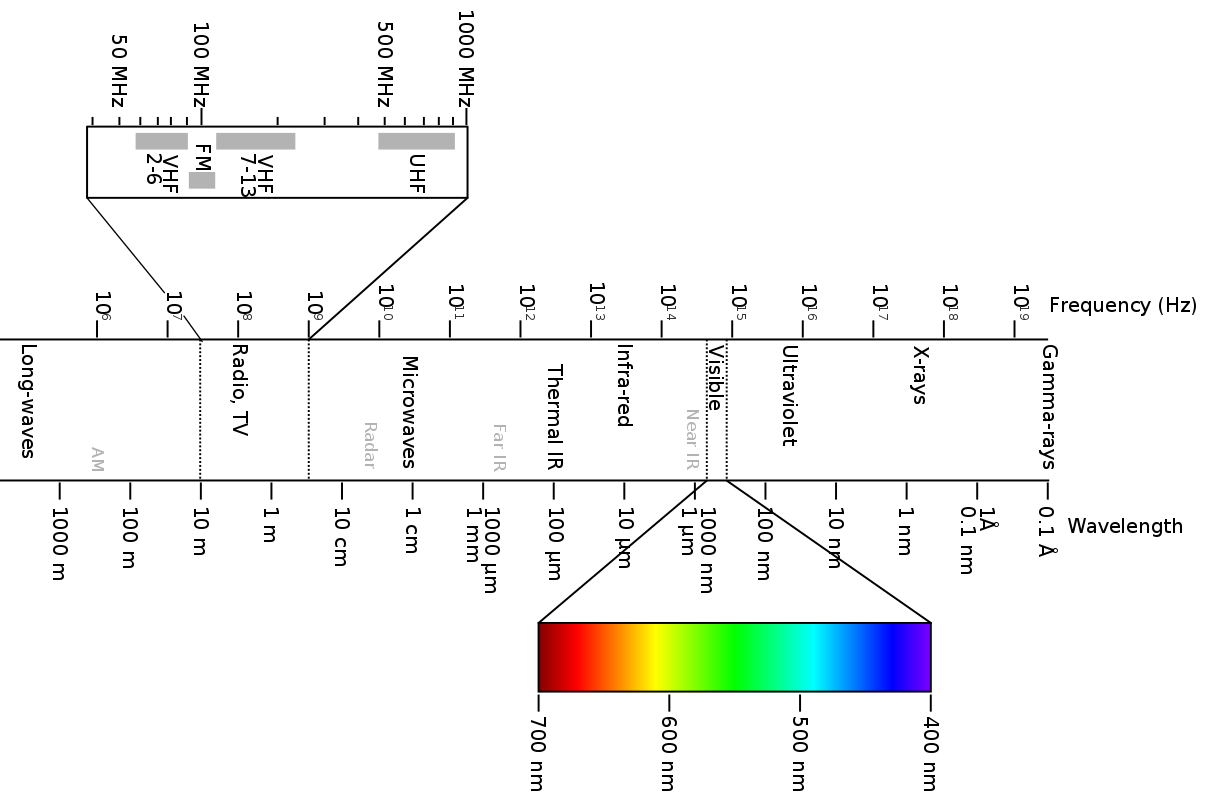 50 MHz
100 MHz
500 MHz
1000 MHz
VHF
2-6
FM
VHF
7-13
UHF
10⁶
10⁷
10⁸
10⁹
10¹⁰
10¹¹
10¹²
10¹³
10¹⁴
10¹⁵
10¹⁶
10¹⁷
10¹⁸
10¹⁹
Frequency (Hz)
Long-waves
AM
Radio, TV
Radar
Microwaves
Far IR
Thermal IR
Infra-red
Near IR
Visible
Ultraviolet
X-rays
Gamma-rays
1000 m
100 m
10 m
1 m
10 cm
1 cm
1000 µm
1 mm
100 µm
10 µm
1000 nm
1 µm
100 nm
10 nm
1 nm
1Å
0.1 nm
0.1 Å
Wavelength
700 nm
600 nm
500 nm
400 nm